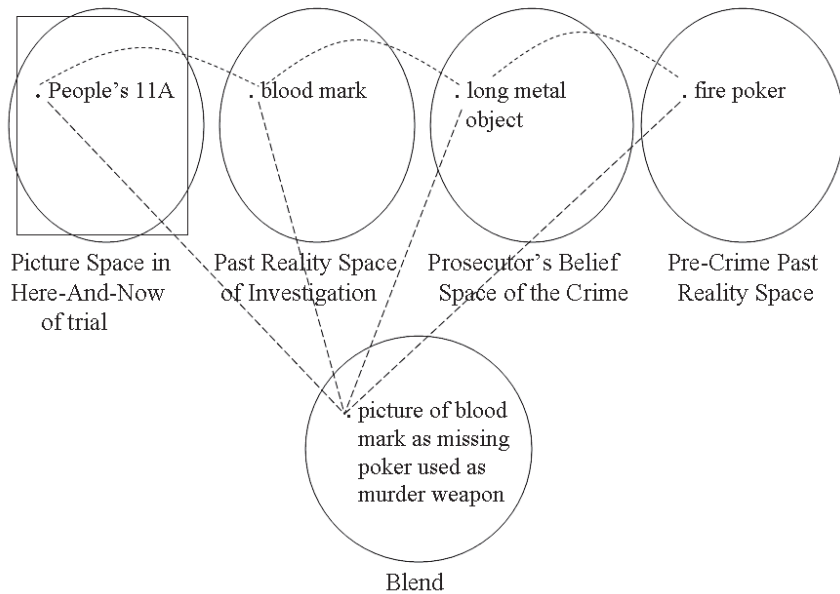 People's 11A
blood mark
long metal
object
fire poker
Picture Space in
Here-And-Now
of trial
Past Reality Space
of Investigation
Prosecutor's Belief
Space of the Crime
Pre-Crime Past
Reality Space
picture of blood
mark as missing
poker used as
murder weapon
Blend